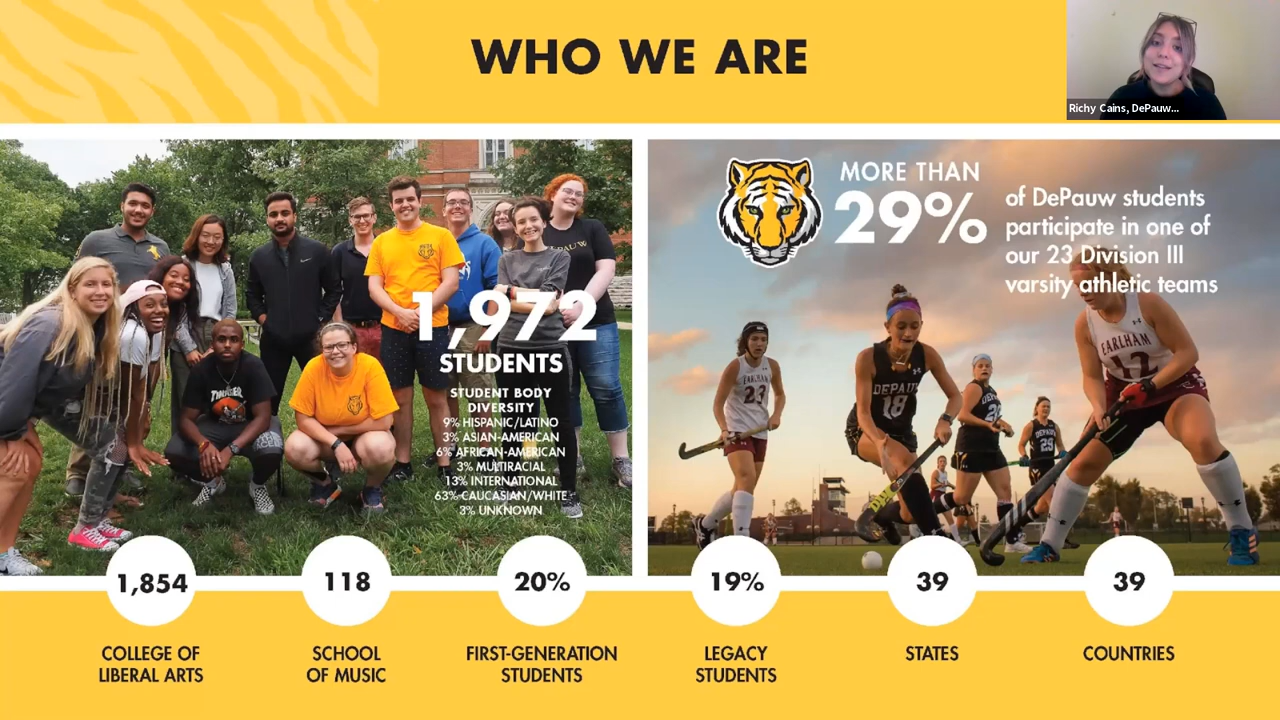 WHO WE ARE
Richy Cains, DePauw...
1,972
STUDENTS
STUDENT BODY
DIVERSITY
9% HISPANIC/LATINO
3% ASIAN-AMERICAN
6% AFRICAN-AMERICAN
3% MULTIRACIAL
13% INTERNATIONAL
63% CAUCASIAN/WHITE
3% UNKNOWN
MORE THAN
29%
of DePauw students
participate in one of
our 23 Division III
varsity athletic teams
EARLHAM
23
DEPAUW
18
EARLHAM
12
1,854
COLLEGE OF
LIBERAL ARTS
118
SCHOOL
OF MUSIC
20%
FIRST-GENERATION
STUDENTS
19%
LEGACY
STUDENTS
39
STATES
39
COUNTRIES